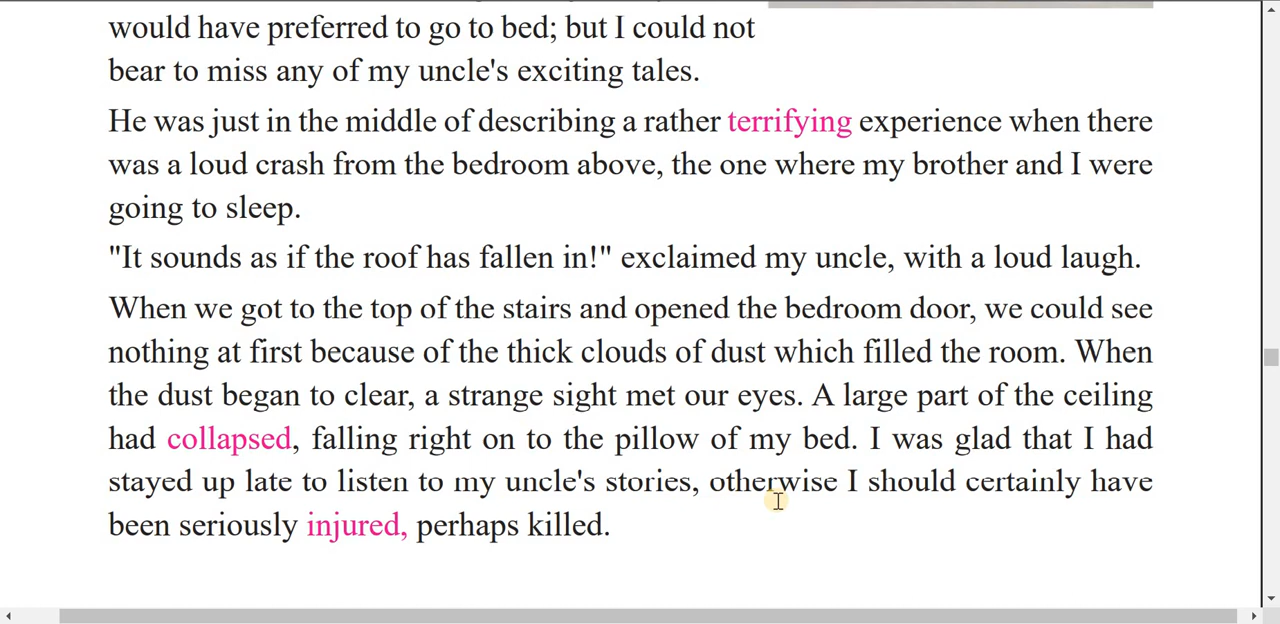 would have preferred to go to bed; but I could not
bear to miss any of my uncle's exciting tales.
He was just in the middle of describing a rather terrifying experience when there
was a loud crash from the bedroom above, the one where my brother and I were
going to sleep.
"It sounds as if the roof has fallen in!" exclaimed my uncle, with a loud laugh.
When we got to the top of the stairs and opened the bedroom door, we could see
nothing at first because of the thick clouds of dust which filled the room. When
the dust began to clear, a strange sight met our eyes. A large part of the ceiling
had collapsed, falling right on to the pillow of my bed. I was glad that I had
stayed up late to listen to my uncle's stories, otherwise I should certainly have
been seriously injured, perhaps killed.